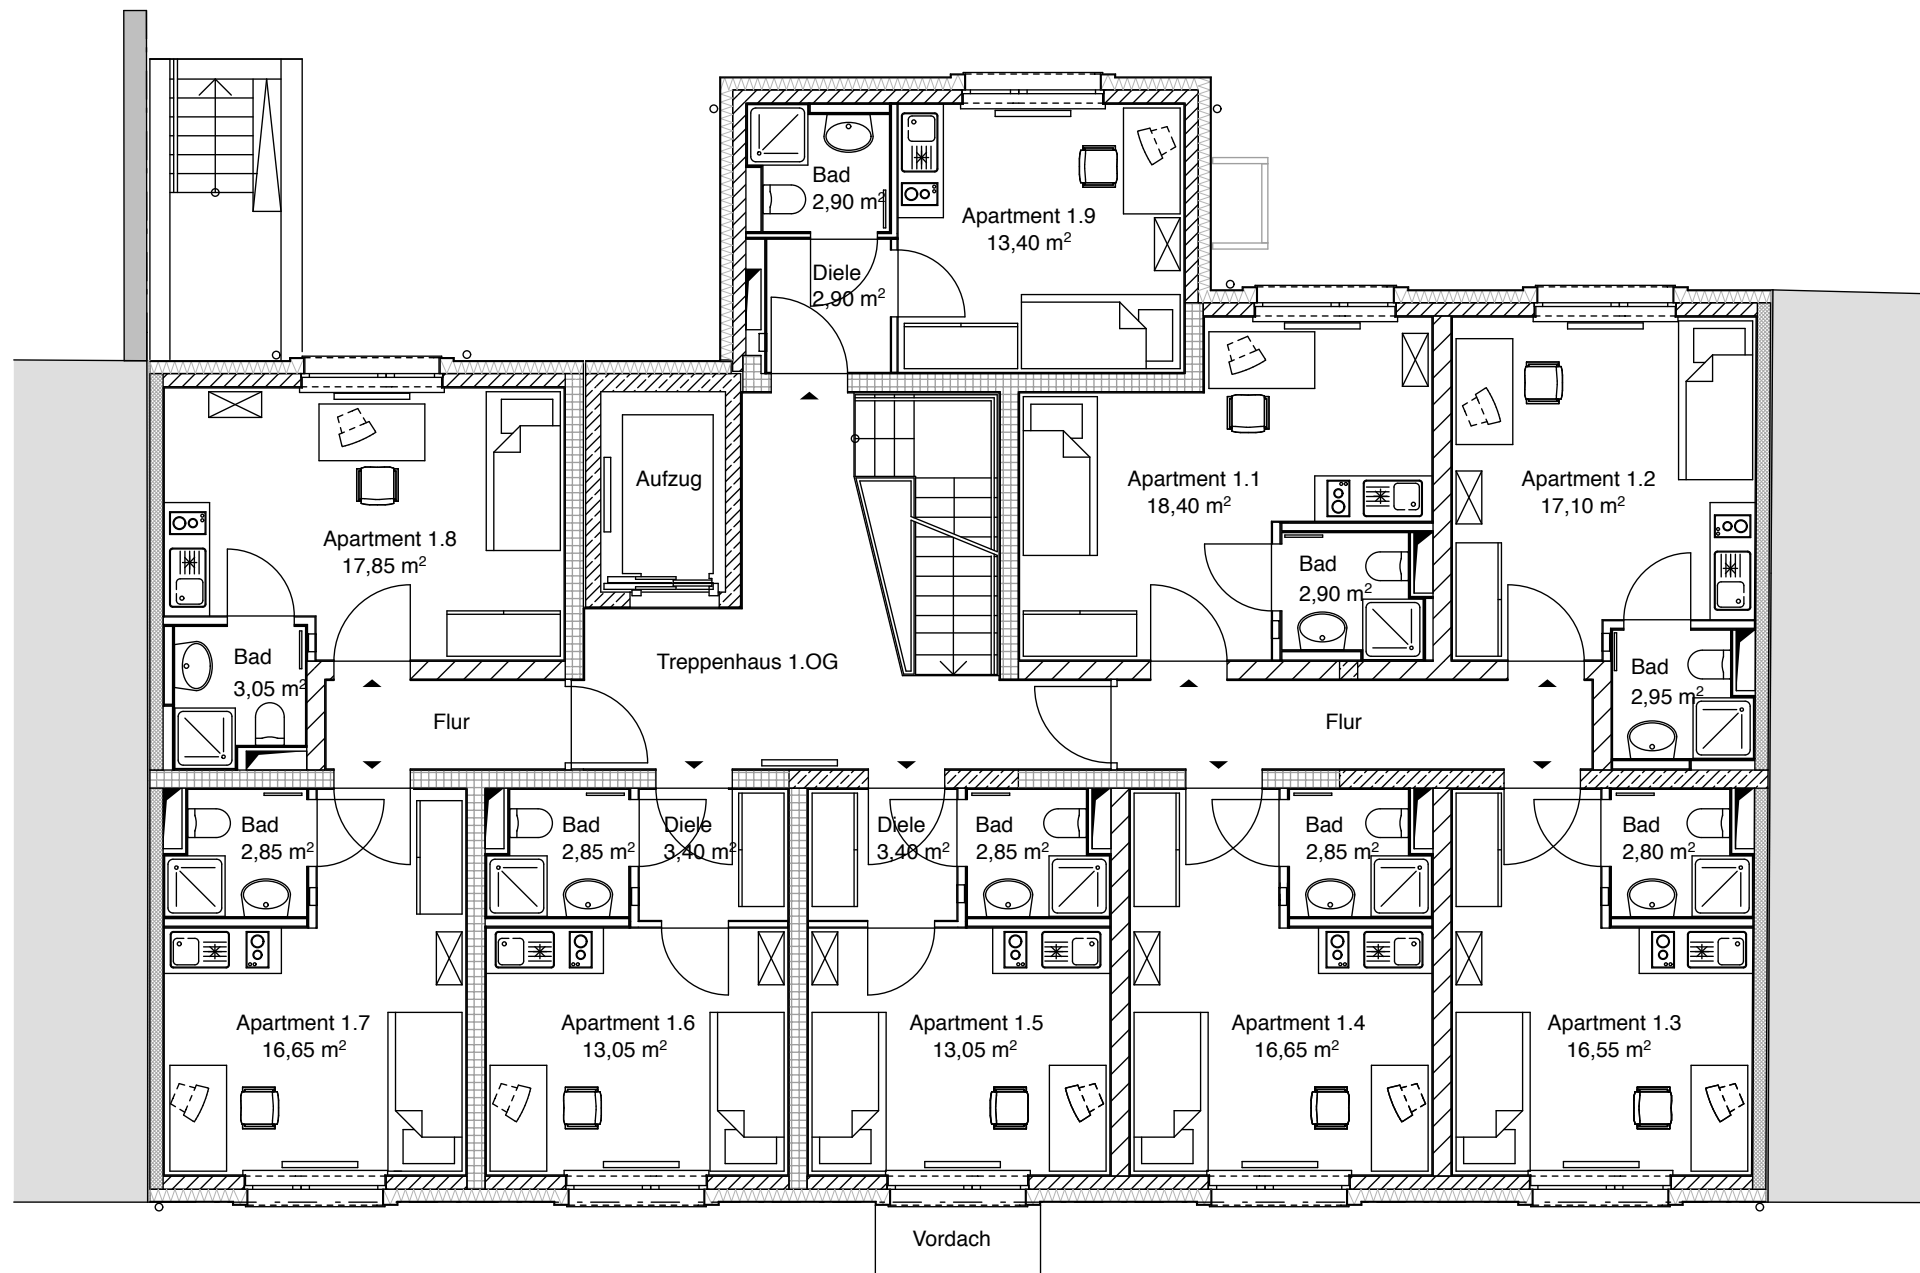 Bad
2,90 m²
Apartment 1.9
13,40 m²
Diele
2,90 m²
Aufzug
Apartment 1.1
18,40 m²
Apartment 1.2
17,10 m²
Apartment 1.8
17,85 m²
Bad
2,90 m²
Bad
3,05 m²
Treppenhaus 1.OG
Bad
2,95 m²
Flur
Flur
Bad
2,85 m²
Bad
2,85 m²
Diele
3,40 m²
Diele
3,40 m²
Bad
2,85 m²
Bad
2,85 m²
Bad
2,80 m²
Apartment 1.7
16,65 m²
Apartment 1.6
13,05 m²
Apartment 1.5
13,05 m²
Apartment 1.4
16,65 m²
Apartment 1.3
16,55 m²
Vordach